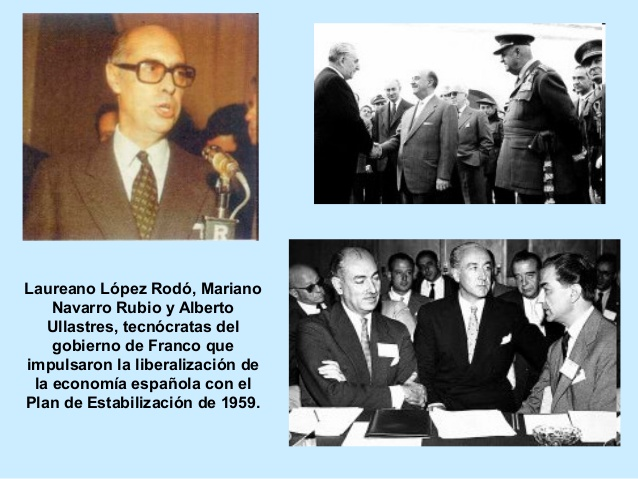 R
Laureano López Rodó, Mariano
Navarro Rubio y Alberto
Ullastres, tecnócratas del
gobierno de Franco que
impulsaron la liberalización de
la economía española con el
Plan de Estabilización de 1959.